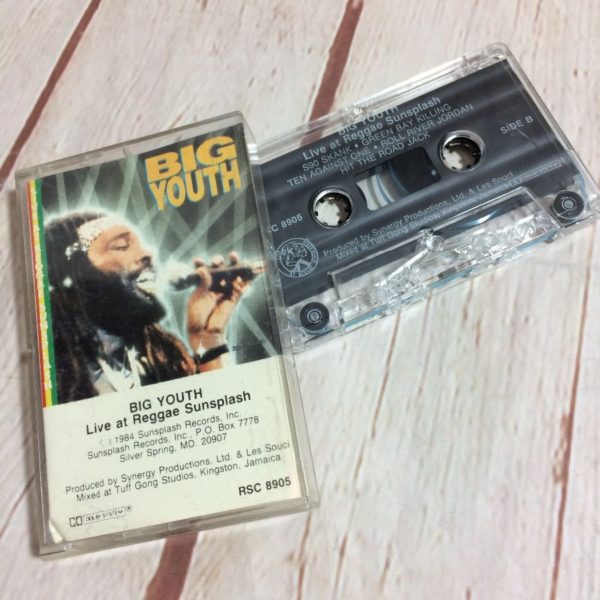 BIG
YOUTH
BIG YOUTH
Live at Reggae Sunsplash
1984 Sunsplash Records, Inc.
Sunsplash Records, Inc., P.O. Box 7778
Silver Spring, MD. 20907
Produced by Synergy Productions, Ltd. & Les Souci
Mixed at Tuff Gong Studios, Kingston, Jamaica
RSC 8905
DOLBY SYSTEM ®
BIG YOUTH
Live at Reggae Sunsplash
S90 SKANK • GREEN BAY KILLING
TEN AGAINST ONE • ROLL RIVER JORDAN
HIT THE ROAD JACK
SIDE B
C 8905
Produced by Synergy Productions, Ltd. & Les Souci
Mixed at Tuff Gong Studios, Kingston, Jamaica